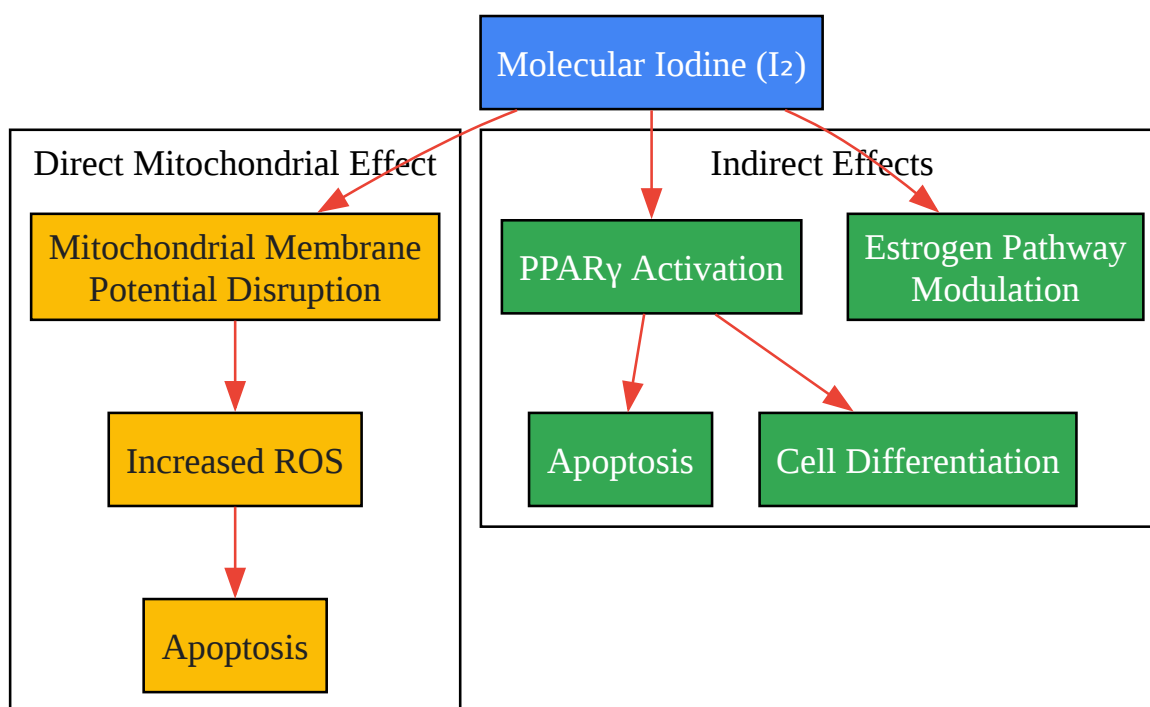 Molecular Iodine (I₂)
Direct Mitochondrial Effect
Indirect Effects
Mitochondrial Membrane
Potential Disruption
PPARγ Activation
Estrogen Pathway
Modulation
Increased ROS
Apoptosis
Cell Differentiation
Apoptosis